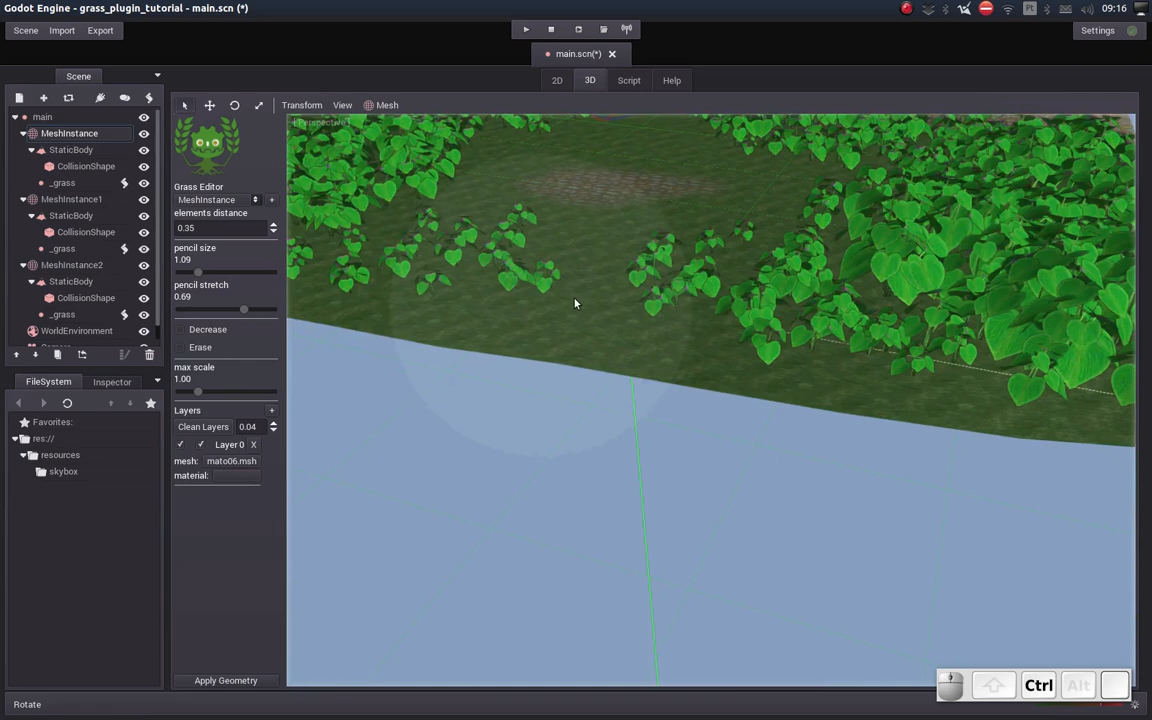 Godot Engine - grass_plugin_tutorial - main.scn (*)
Pt
09:16
Scene Import Export
Settings
main.scn(*)
Scene
2D 3D Script Help
Transform View Mesh
[ Perspective ]
main
MeshInstance
StaticBody
CollisionShape
_grass
MeshInstance1
StaticBody
CollisionShape
_grass
MeshInstance2
StaticBody
CollisionShape
_grass
WorldEnvironment
FileSystem Inspector
Favorites:
res://
resources
skybox
Grass Editor
MeshInstance +
elements distance
0.35
pencil size
1.09
pencil stretch
0.69
Decrease
Erase
max scale
1.00
Layers +
Clean Layers 0.04
Layer 0 X
mesh: mato06.msh
material:
Apply Geometry
Ctrl Alt
Rotate